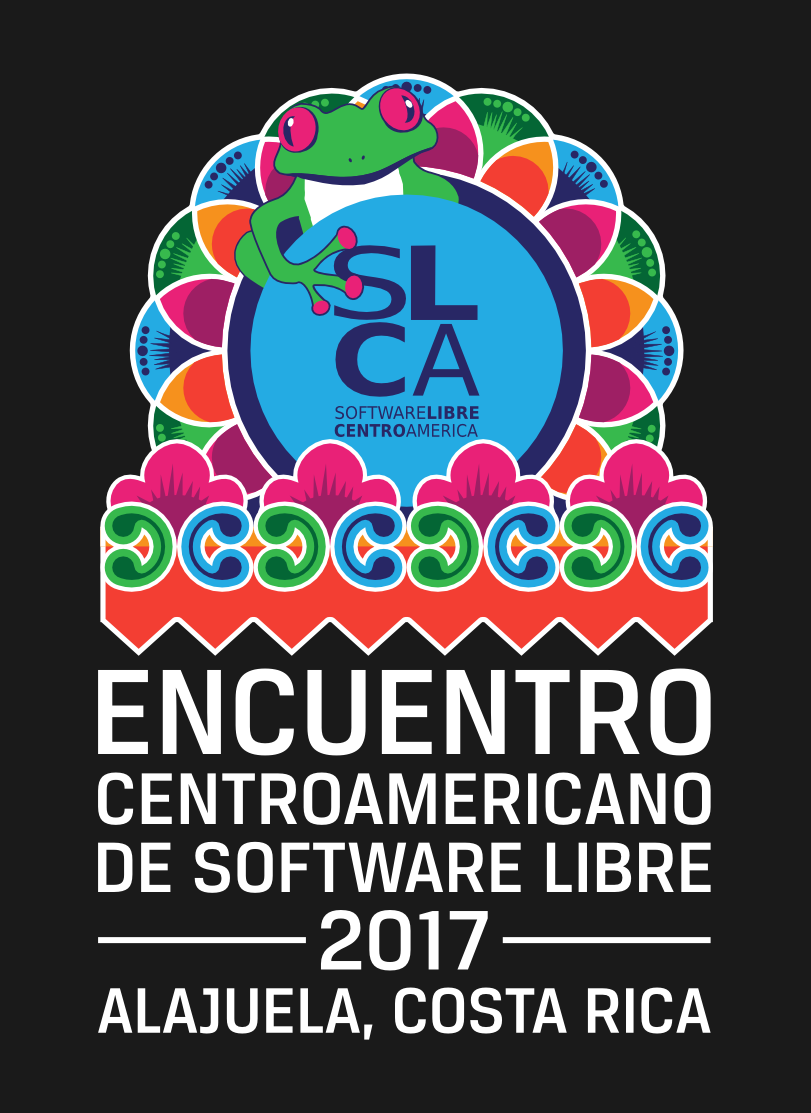 SL
CA
SOFTWARELIBRE
CENTROAMERICA
ENCUENTRO
CENTROAMERICANO
DE SOFTWARE LIBRE
2017
ALAJUELA, COSTA RICA